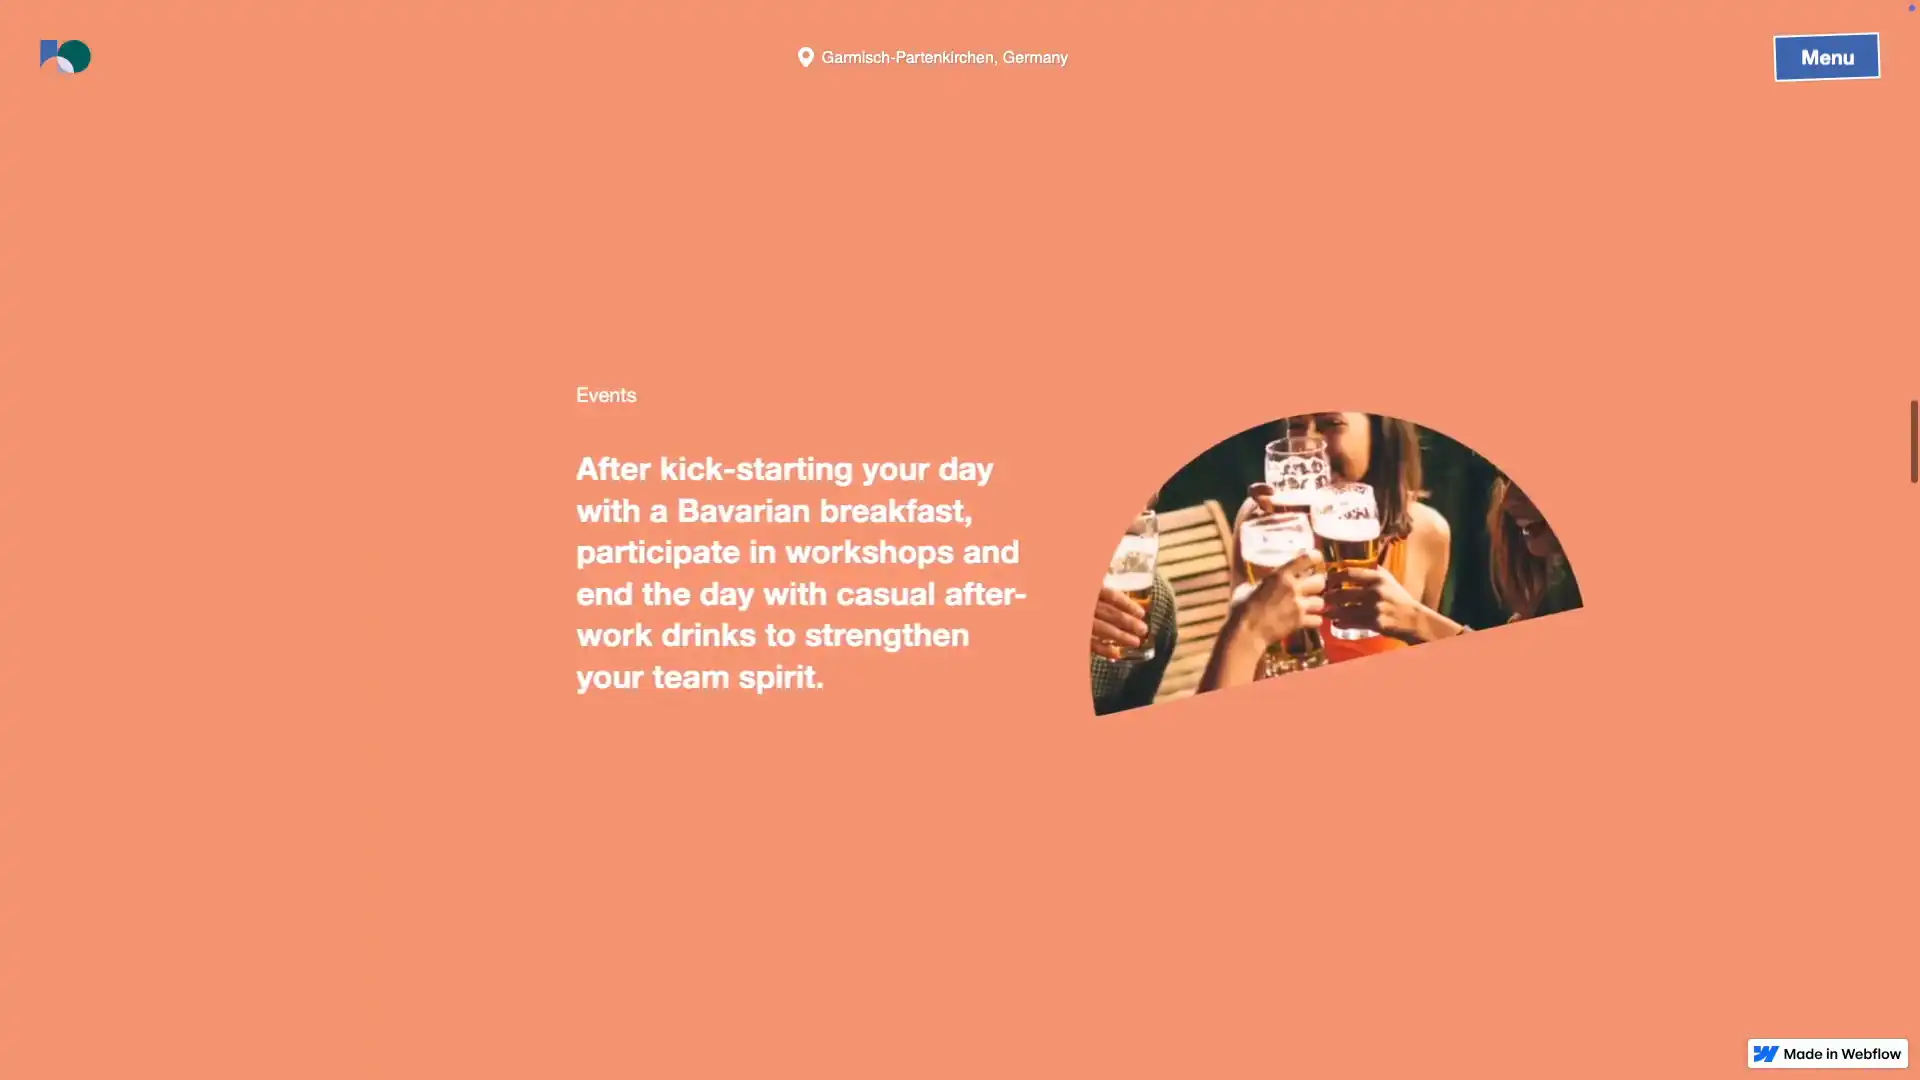 Garmisch-Partenkirchen, Germany
Menu
Events
After kick-starting your day
with a Bavarian breakfast,
participate in workshops and
end the day with casual after-
work drinks to strengthen
your team spirit.
Made in Webflow